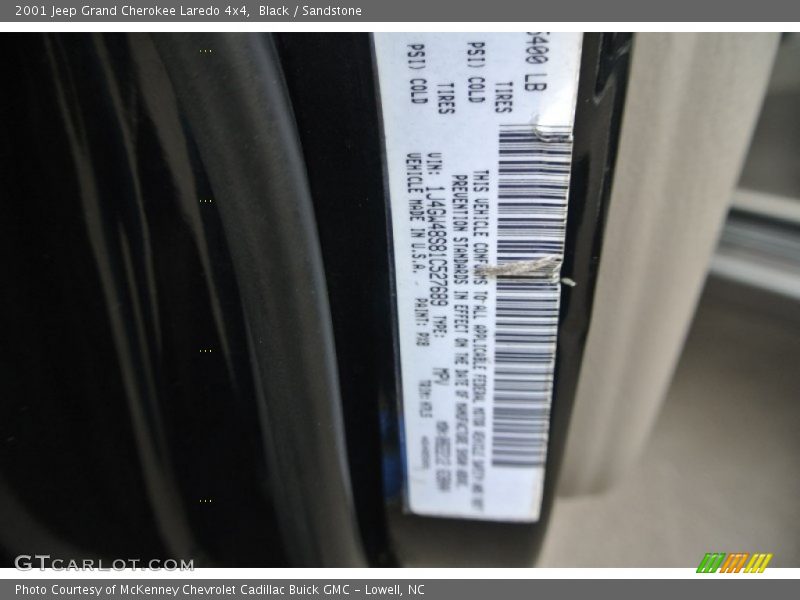 2001 Jeep Grand Cherokee Laredo 4x4, Black / Sandstone
5400 LB
TIRES
PSI) COLD
TIRES
PSI) COLD
THIS VEHICLE CONFORMS TO ALL APPLICABLE FEDERAL MOTOR VEHICLE SAFETY AND
PREVENTION STANDARDS IN EFFECT ON THE DATE OF MANUFACTURE SHOWN ABOVE.
VIN: 1J4GW48S81C527689 TYPE: MPV
VEHICLE MADE IN U.S.A. PAINT: PX8
GTCARLOT.COM
Photo Courtesy of McKenney Chevrolet Cadillac Buick GMC - Lowell, NC